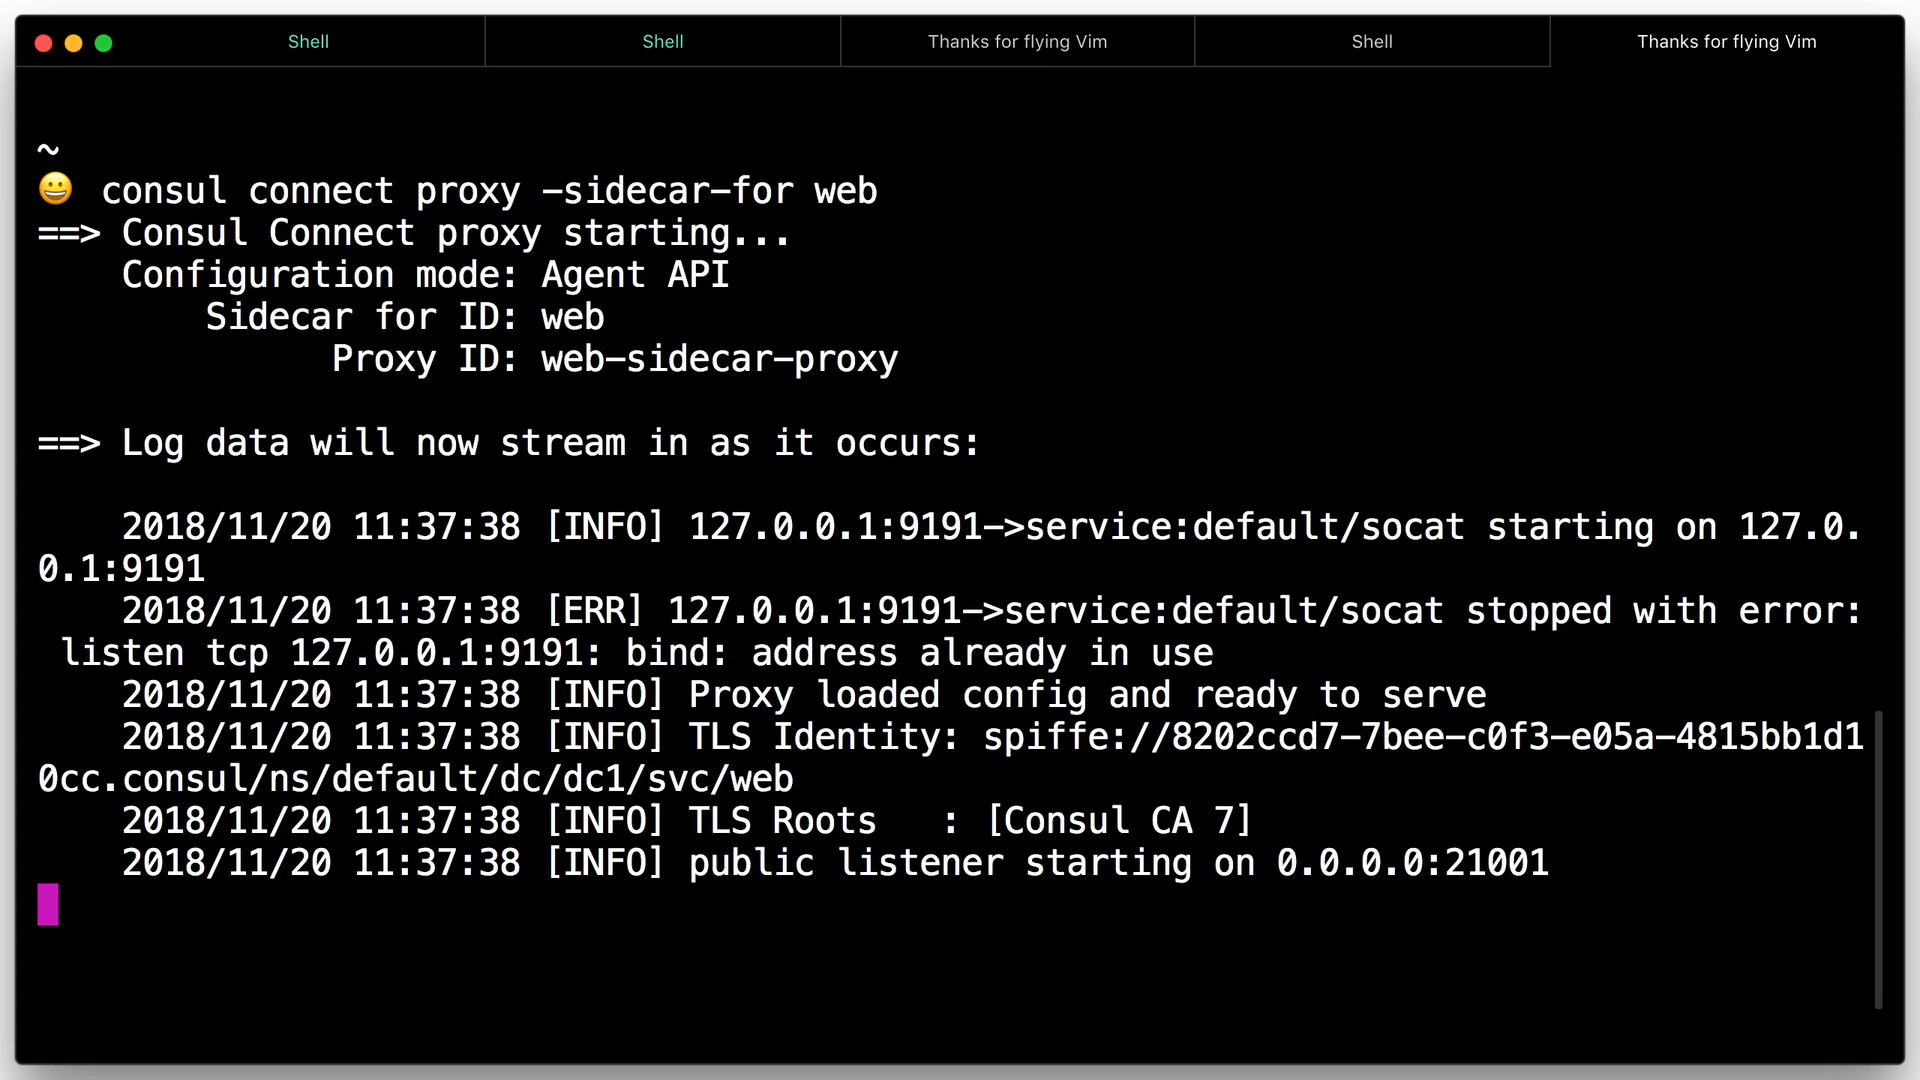 Shell
Shell
Thanks for flying Vim
Shell
Thanks for flying Vim
~
😀 consul connect proxy -sidecar-for web
==> Consul Connect proxy starting...
    Configuration mode: Agent API
        Sidecar for ID: web
              Proxy ID: web-sidecar-proxy

==> Log data will now stream in as it occurs:

    2018/11/20 11:37:38 [INFO] 127.0.0.1:9191->service:default/socat starting on 127.0.
0.1:9191
    2018/11/20 11:37:38 [ERR] 127.0.0.1:9191->service:default/socat stopped with error:
 listen tcp 127.0.0.1:9191: bind: address already in use
    2018/11/20 11:37:38 [INFO] Proxy loaded config and ready to serve
    2018/11/20 11:37:38 [INFO] TLS Identity: spiffe://8202ccd7-7bee-c0f3-e05a-4815bb1d1
0cc.consul/ns/default/dc/dc1/svc/web
    2018/11/20 11:37:38 [INFO] TLS Roots   : [Consul CA 7]
    2018/11/20 11:37:38 [INFO] public listener starting on 0.0.0.0:21001